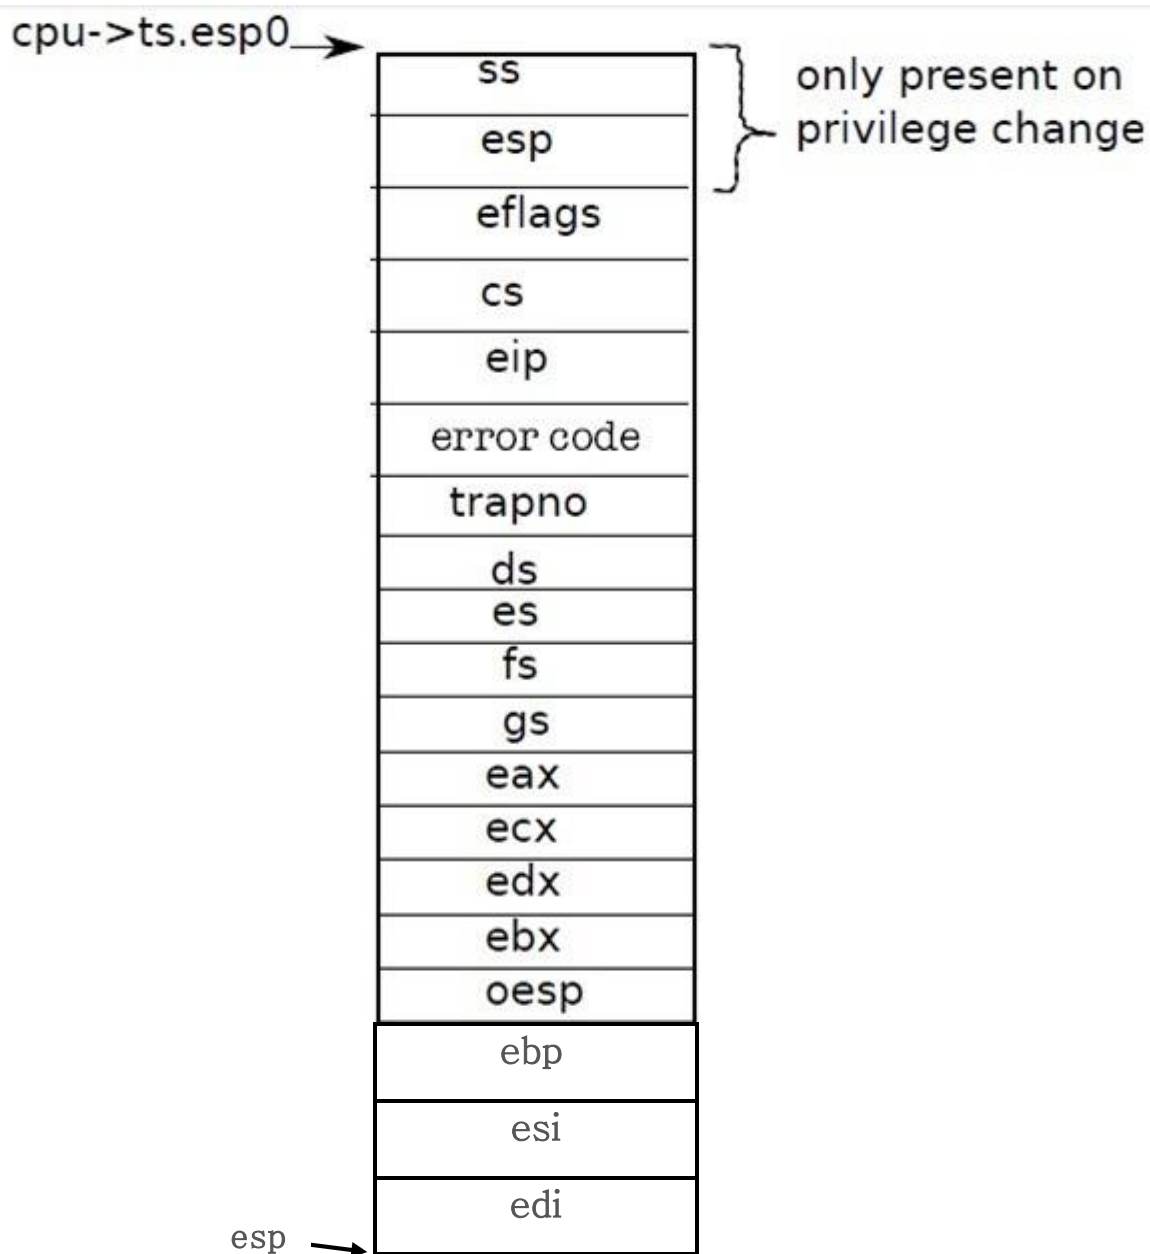 cpu->ts.esp0
ss
only present on
privilege change
esp
eflags
cs
eip
error code
trapno
ds
es
fs
gs
eax
ecx
edx
ebx
oesp
ebp
esi
edi
esp